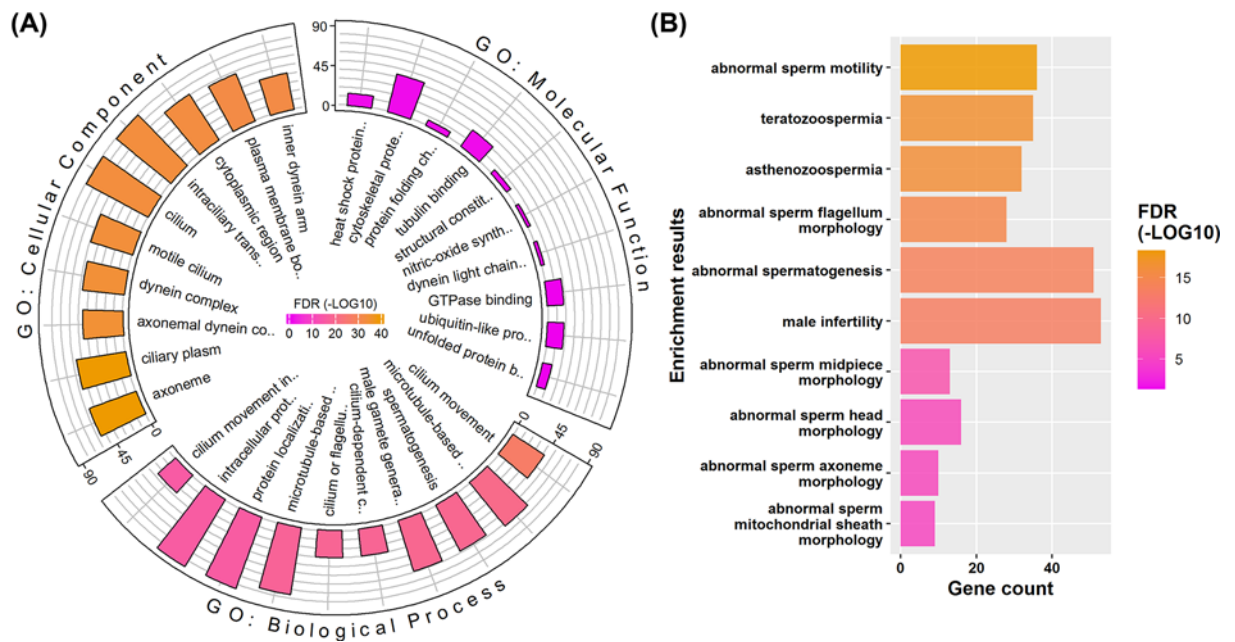 (A)
GO: Cellular Component
axoneme
ciliary plasm
axonemal dynein co..
dynein complex
motile cilium
cilium
intraciliary trans..
cytoplasmic region
plasma membrane bo..
inner dynein arm
90
45
0
GO: Molecular Function
heat shock protein..
cytoskeletal prote..
protein folding ch..
tubulin binding
structural constit..
nitric-oxide synth..
dynein light chain..
GTPase binding
ubiquitin-like pro..
unfolded protein b..
FDR (-LOG10)
0 10 20 30 40
0
45
90
GO: Biological Process
cilium movement
microtubule-based ..
spermatogenesis
male gamete genera..
cilium-dependent c..
cilium or flagellu..
microtubule-based..
protein localizati..
intracellular prot..
cilium movement in..
0
45
90
(B)
Enrichment results
abnormal sperm motility
teratozoospermia
asthenozoospermia
abnormal sperm flagellum
morphology
abnormal spermatogenesis
male infertility
abnormal sperm midpiece
morphology
abnormal sperm head
morphology
abnormal sperm axoneme
morphology
abnormal sperm
mitochondrial sheath
morphology
0 20 40
Gene count
FDR
(-LOG10)
15
10
5